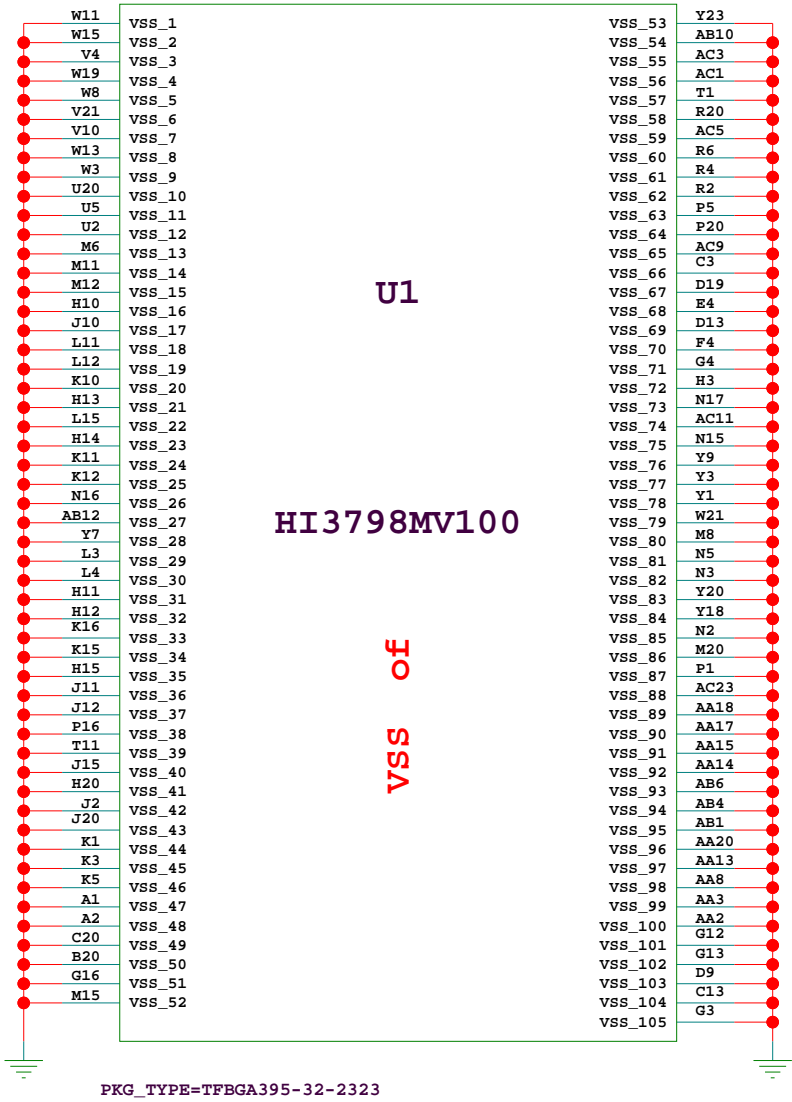 W11 VSS_1 VSS_53 Y23
W15 VSS_2 VSS_54 AB10
V4 VSS_3 VSS_55 AC3
W19 VSS_4 VSS_56 AC1
W8 VSS_5 VSS_57 T1
V21 VSS_6 VSS_58 R20
V10 VSS_7 VSS_59 AC5
W13 VSS_8 VSS_60 R6
W3 VSS_9 VSS_61 R4
U20 VSS_10 VSS_62 R2
U5 VSS_11 VSS_63 P5
U2 VSS_12 VSS_64 P20
M6 VSS_13 VSS_65 AC9
M11 VSS_14 VSS_66 C3
M12 VSS_15 VSS_67 D19
U1
H10 VSS_16 VSS_68 E4
J10 VSS_17 VSS_69 D13
L11 VSS_18 VSS_70 F4
L12 VSS_19 VSS_71 G4
K10 VSS_20 VSS_72 H3
H13 VSS_21 VSS_73 N17
L15 VSS_22 VSS_74 AC11
H14 VSS_23 VSS_75 N15
K11 VSS_24 VSS_76 Y9
K12 VSS_25 VSS_77 Y3
N16 VSS_26 VSS_78 Y1
AB12 VSS_27 VSS_79 W21
HI3798MV100
Y7 VSS_28 VSS_80 M8
L3 VSS_29 VSS_81 N5
L4 VSS_30 VSS_82 N3
H11 VSS_31 VSS_83 Y20
H12 VSS_32 VSS_84 Y18
K16 VSS_33 VSS_85 N2
K15 VSS_34 VSS_86 M20
H15 VSS_35 VSS_87 P1
J11 VSS_36 VSS_88 AC23
J12 VSS_37 VSS_89 AA18
P16 VSS_38 VSS_90 AA17
T11 VSS_39 VSS_91 AA15
J15 VSS_40 VSS_92 AA14
H20 VSS_41 VSS_93 AB6
J2 VSS_42 VSS_94 AB4
J20 VSS_43 VSS_95 AB1
K1 VSS_44 VSS_96 AA20
K3 VSS_45 VSS_97 AA13
K5 VSS_46 VSS_98 AA8
A1 VSS_47 VSS_99 AA3
A2 VSS_48 VSS_100 AA2
C20 VSS_49 VSS_101 G12
B20 VSS_50 VSS_102 G13
G16 VSS_51 VSS_103 D9
M15 VSS_52 VSS_104 C13
VSS_105 G3
vss of
PKG_TYPE=TFBGA395-32-2323